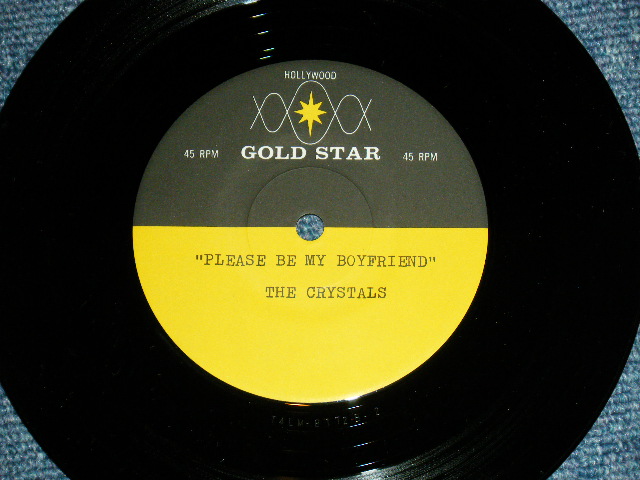 HOLLYWOOD
45 RPM GOLD STAR 45 RPM
"PLEASE BE MY BOYFRIEND"
THE CRYSTALS